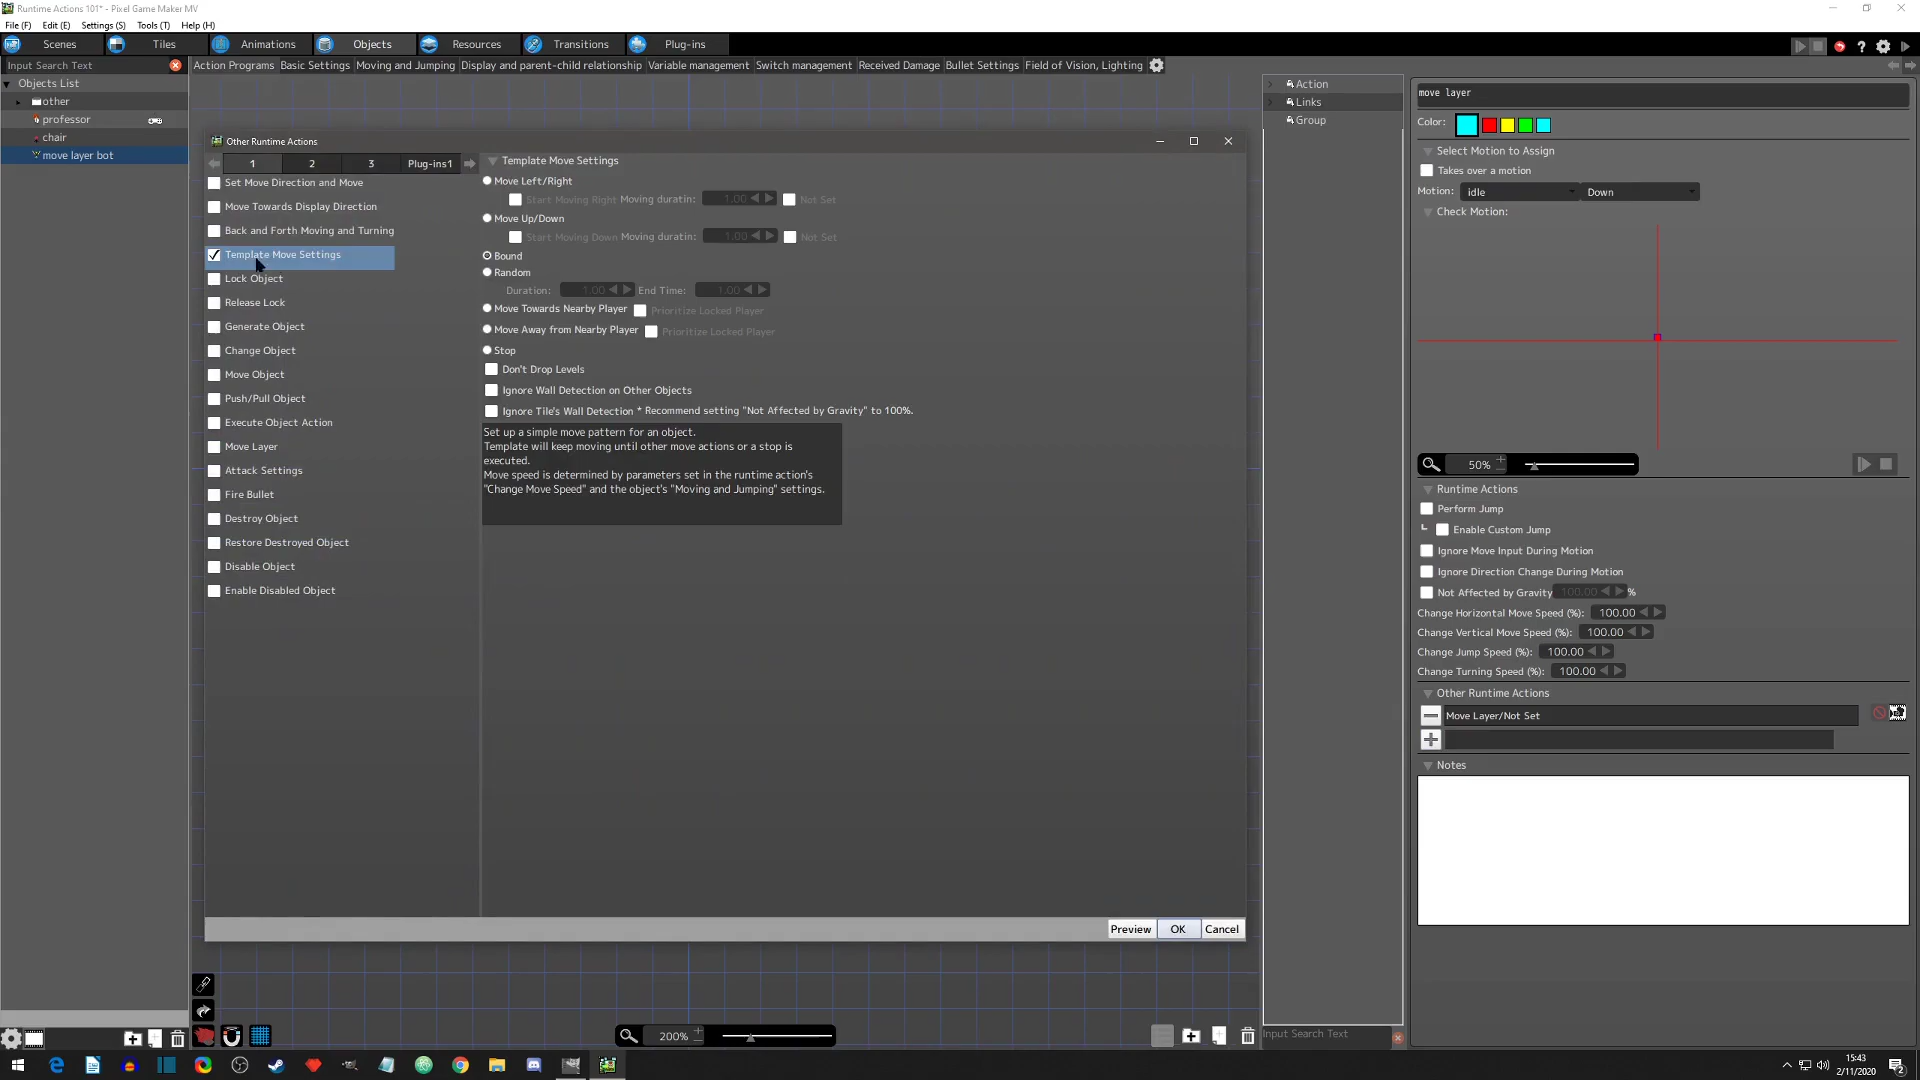 Runtime Actions 101* - Pixel Game Maker MV
File (F) Edit (E) Settings (S) Tools (T) Help (H)
Scenes Tiles Animations Objects Resources Transitions Plug-ins
Input Search Text
Action Programs Basic Settings Moving and Jumping Display and parent-child relationship Variable management Switch management Received Damage Bullet Settings Field of Vision, Lighting
Objects List
other
professor
chair
move layer bot
Other Runtime Actions
1 2 3 Plug-ins1
Set Move Direction and Move
Move Towards Display Direction
Back and Forth Moving and Turning
Template Move Settings
Lock Object
Release Lock
Generate Object
Change Object
Move Object
Push/Pull Object
Execute Object Action
Move Layer
Attack Settings
Fire Bullet
Destroy Object
Restore Destroyed Object
Disable Object
Enable Disabled Object
Template Move Settings
Move Left/Right
Start Moving Right Moving duratin: 1.00 Not Set
Move Up/Down
Start Moving Down Moving duratin: 1.00 Not Set
Bound
Random
Duration: 1.00 End Time: 1.00
Move Towards Nearby Player Prioritize Locked Player
Move Away from Nearby Player Prioritize Locked Player
Stop
Don't Drop Levels
Ignore Wall Detection on Other Objects
Ignore Tile's Wall Detection * Recommend setting "Not Affected by Gravity" to 100%.
Set up a simple move pattern for an object.
Template will keep moving until other move actions or a stop is
executed.
Move speed is determined by parameters set in the runtime action's
"Change Move Speed" and the object's "Moving and Jumping" settings.
Preview OK Cancel
200%
Action
Links
Group
Input Search Text
move layer
Color:
Select Motion to Assign
Takes over a motion
Motion: idle Down
Check Motion:
50%
Runtime Actions
Perform Jump
Enable Custom Jump
Ignore Move Input During Motion
Ignore Direction Change During Motion
Not Affected by Gravity 100.00 %
Change Horizontal Move Speed (%): 100.00
Change Vertical Move Speed (%): 100.00
Change Jump Speed (%): 100.00
Change Turning Speed (%): 100.00
Other Runtime Actions
Move Layer/Not Set
Notes
15:43
2/11/2020